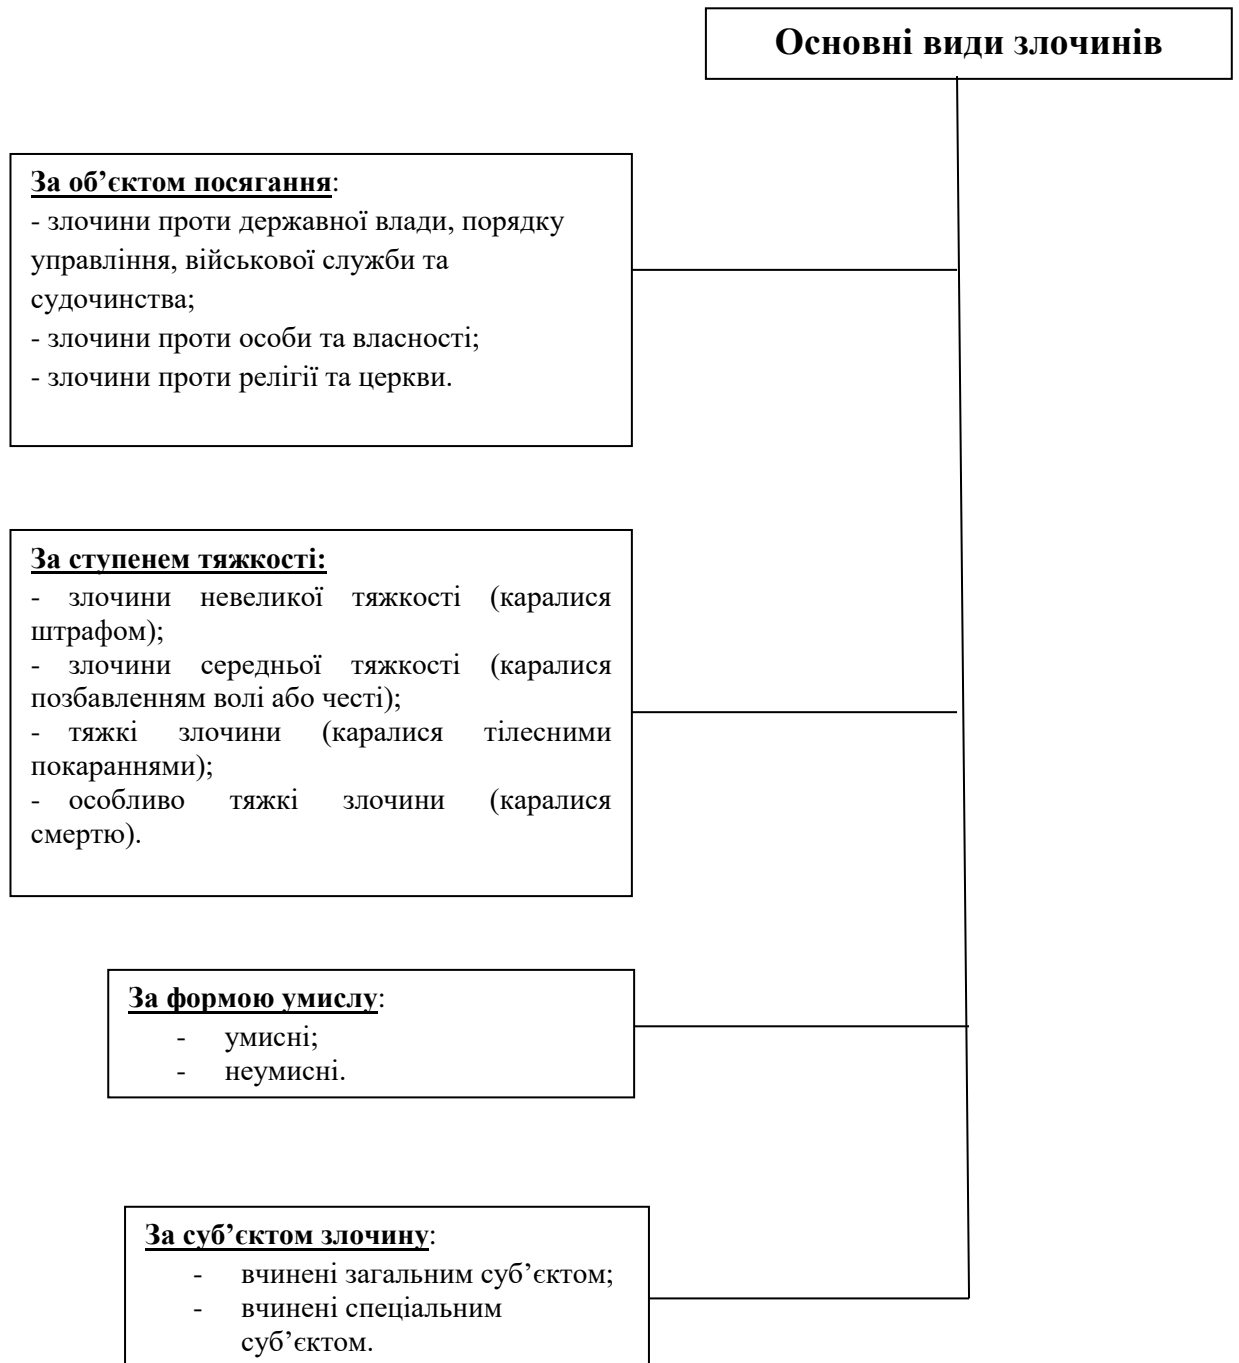 Основні види злочинів
За об’єктом посягання:
- злочини проти державної влади, порядку
управління, військової служби та
судочинства;
- злочини проти особи та власності;
- злочини проти релігії та церкви.
За ступенем тяжкості:
- злочини невеликої тяжкості (каралися
штрафом);
- злочини середньої тяжкості (каралися
позбавленням волі або честі);
- тяжкі злочини (каралися тілесними
покараннями);
- особливо тяжкі злочини (каралися
смертю).
За формою умислу:
- умисні;
- неумисні.
За суб’єктом злочину:
- вчинені загальним суб’єктом;
- вчинені спеціальним
суб’єктом.